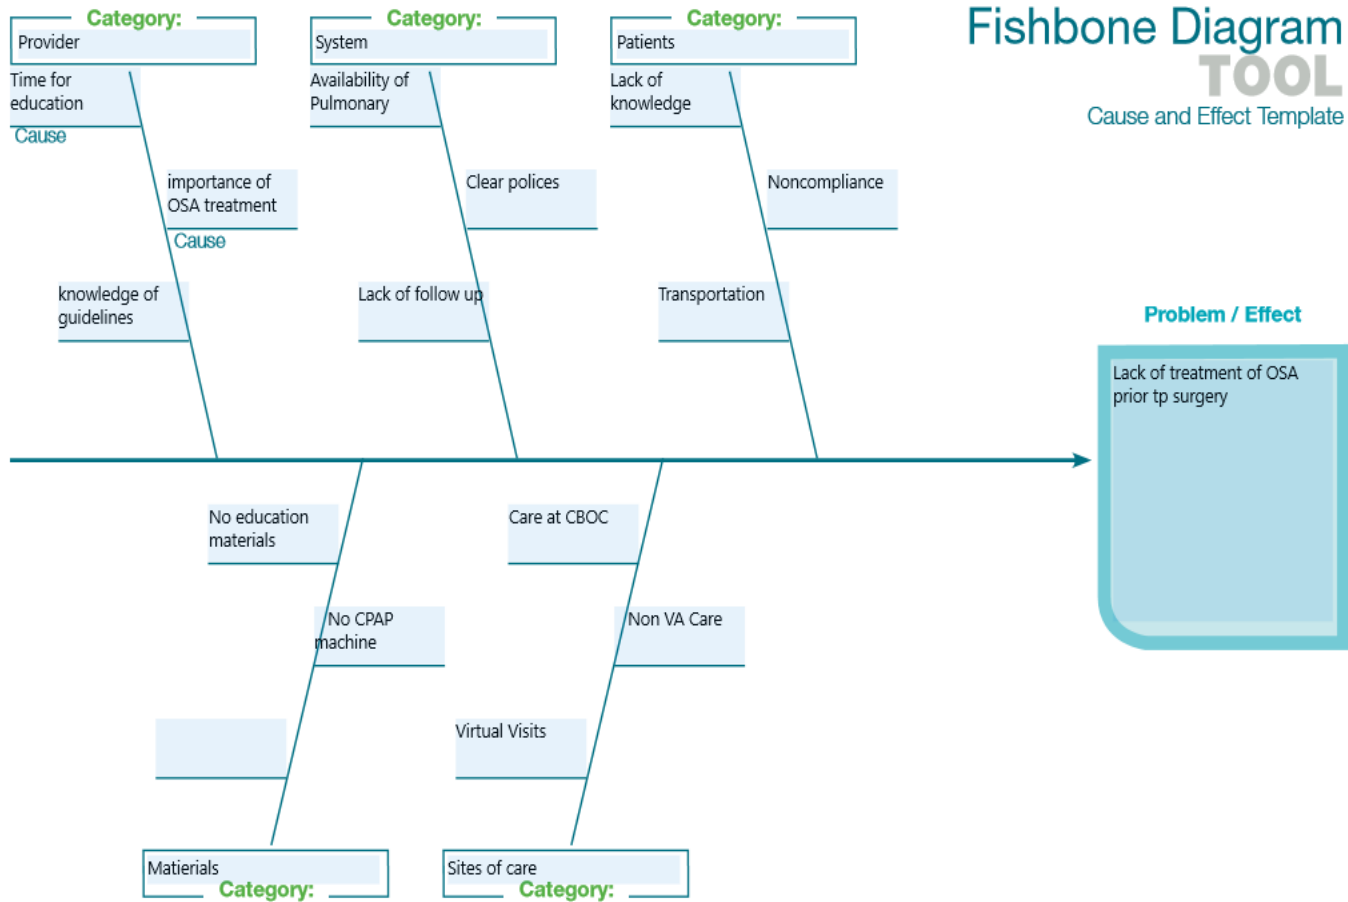 Fishbone Diagram
TOOL
Cause and Effect Template
Category:
Provider
Time for
education
Cause
importance of
OSA treatment
Cause
knowledge of
guidelines
Category:
System
Availability of
Pulmonary
Clear polices
Lack of follow up
Category:
Patients
Lack of
knowledge
Noncompliance
Transportation
Problem / Effect
Lack of treatment of OSA
prior tp surgery
No education
materials
No CPAP
machine
Matierials
Category:
Care at CBOC
Non VA Care
Virtual Visits
Sites of care
Category: